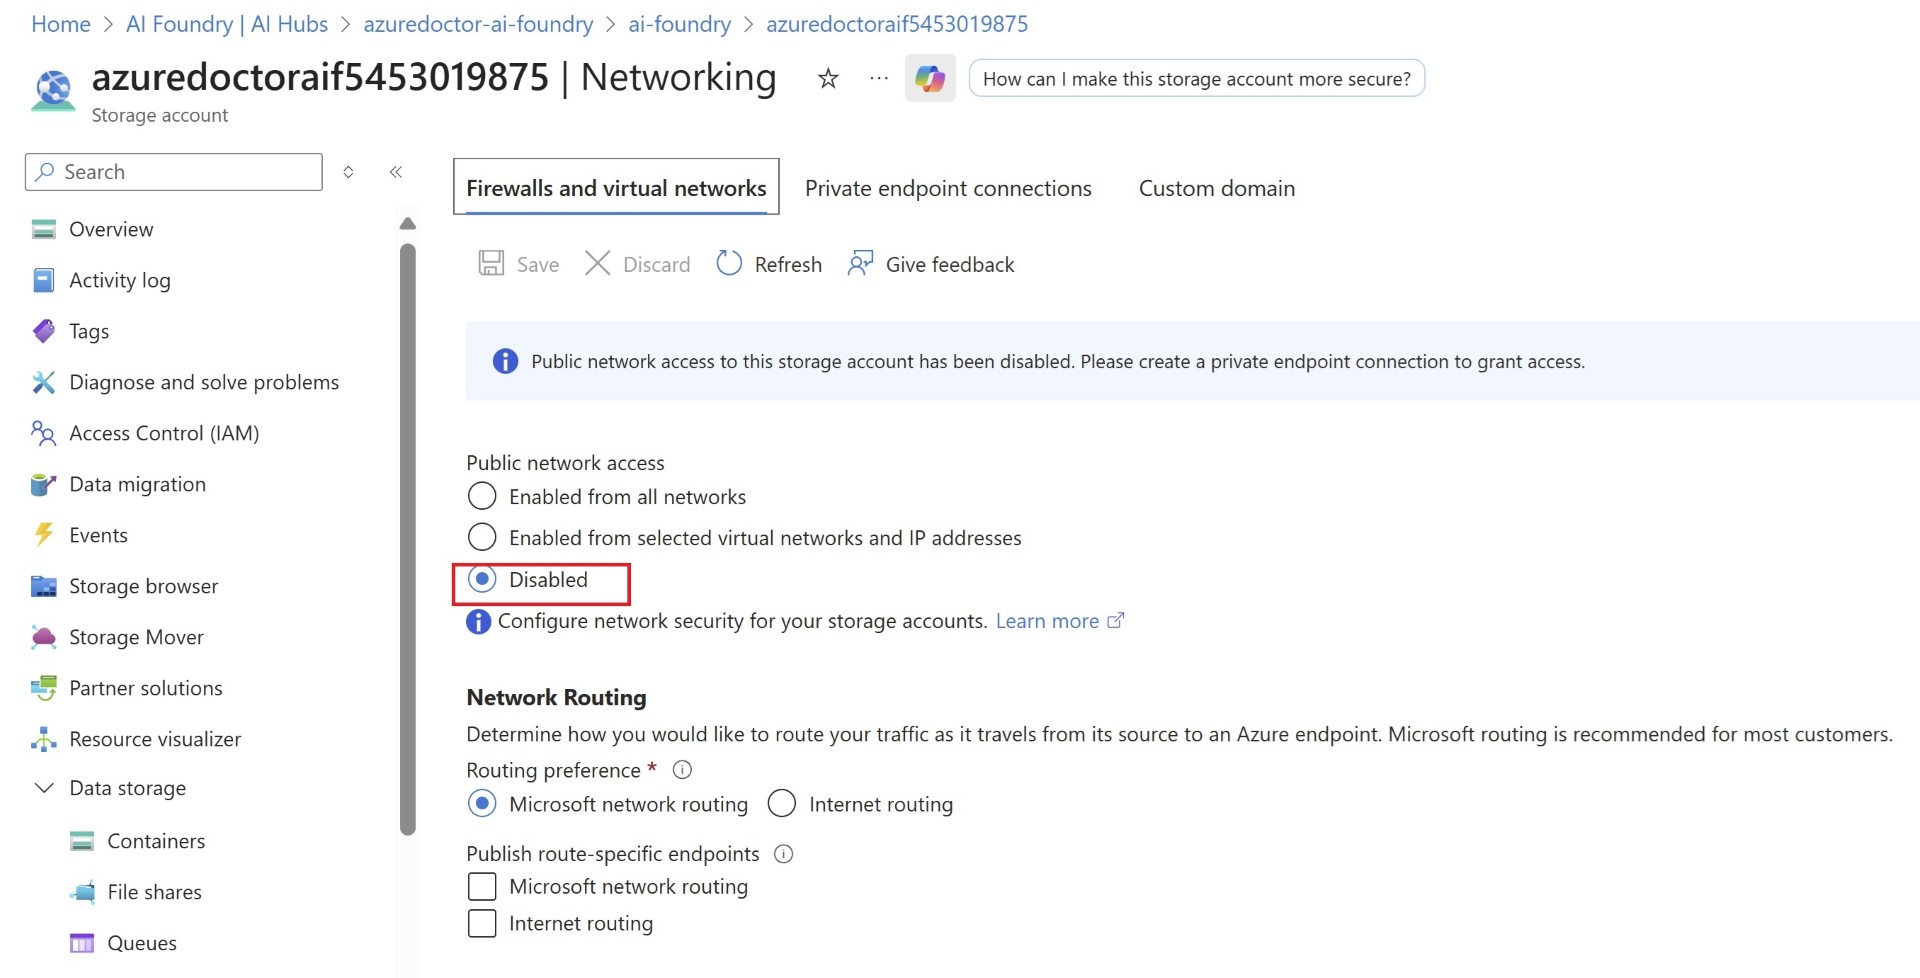 Home > AI Foundry | AI Hubs > azuredoctor-ai-foundry > ai-foundry > azuredoctoraif5453019875
azuredoctoraif5453019875 | Networking
How can I make this storage account more secure?
Storage account
Search
Overview
Activity log
Tags
Diagnose and solve problems
Access Control (IAM)
Data migration
Events
Storage browser
Storage Mover
Partner solutions
Resource visualizer
Data storage
Containers
File shares
Queues
Firewalls and virtual networks Private endpoint connections Custom domain
Save Discard Refresh Give feedback
Public network access to this storage account has been disabled. Please create a private endpoint connection to grant access.
Public network access
Enabled from all networks
Enabled from selected virtual networks and IP addresses
Disabled
Configure network security for your storage accounts. Learn more
Network Routing
Determine how you would like to route your traffic as it travels from its source to an Azure endpoint. Microsoft routing is recommended for most customers.
Routing preference *
Microsoft network routing Internet routing
Publish route-specific endpoints
Microsoft network routing
Internet routing